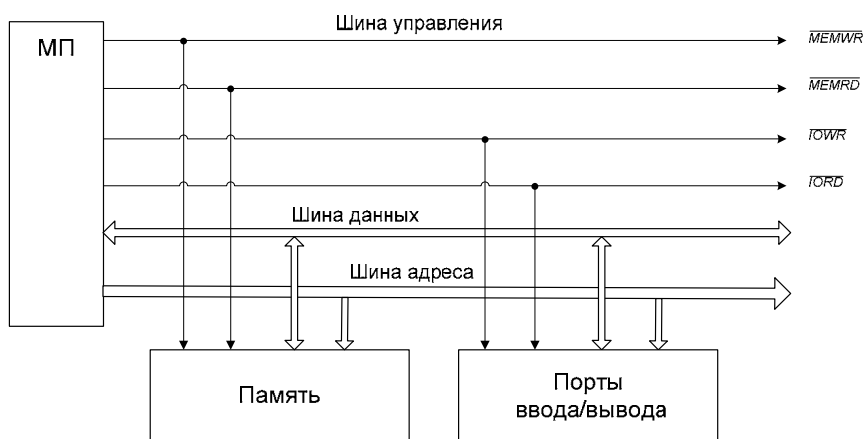 Шина управления
МП
MEMWR
MEMRD
IOWR
IORD
Шина данных
Шина адреса
Память
Порты
ввода/вывода